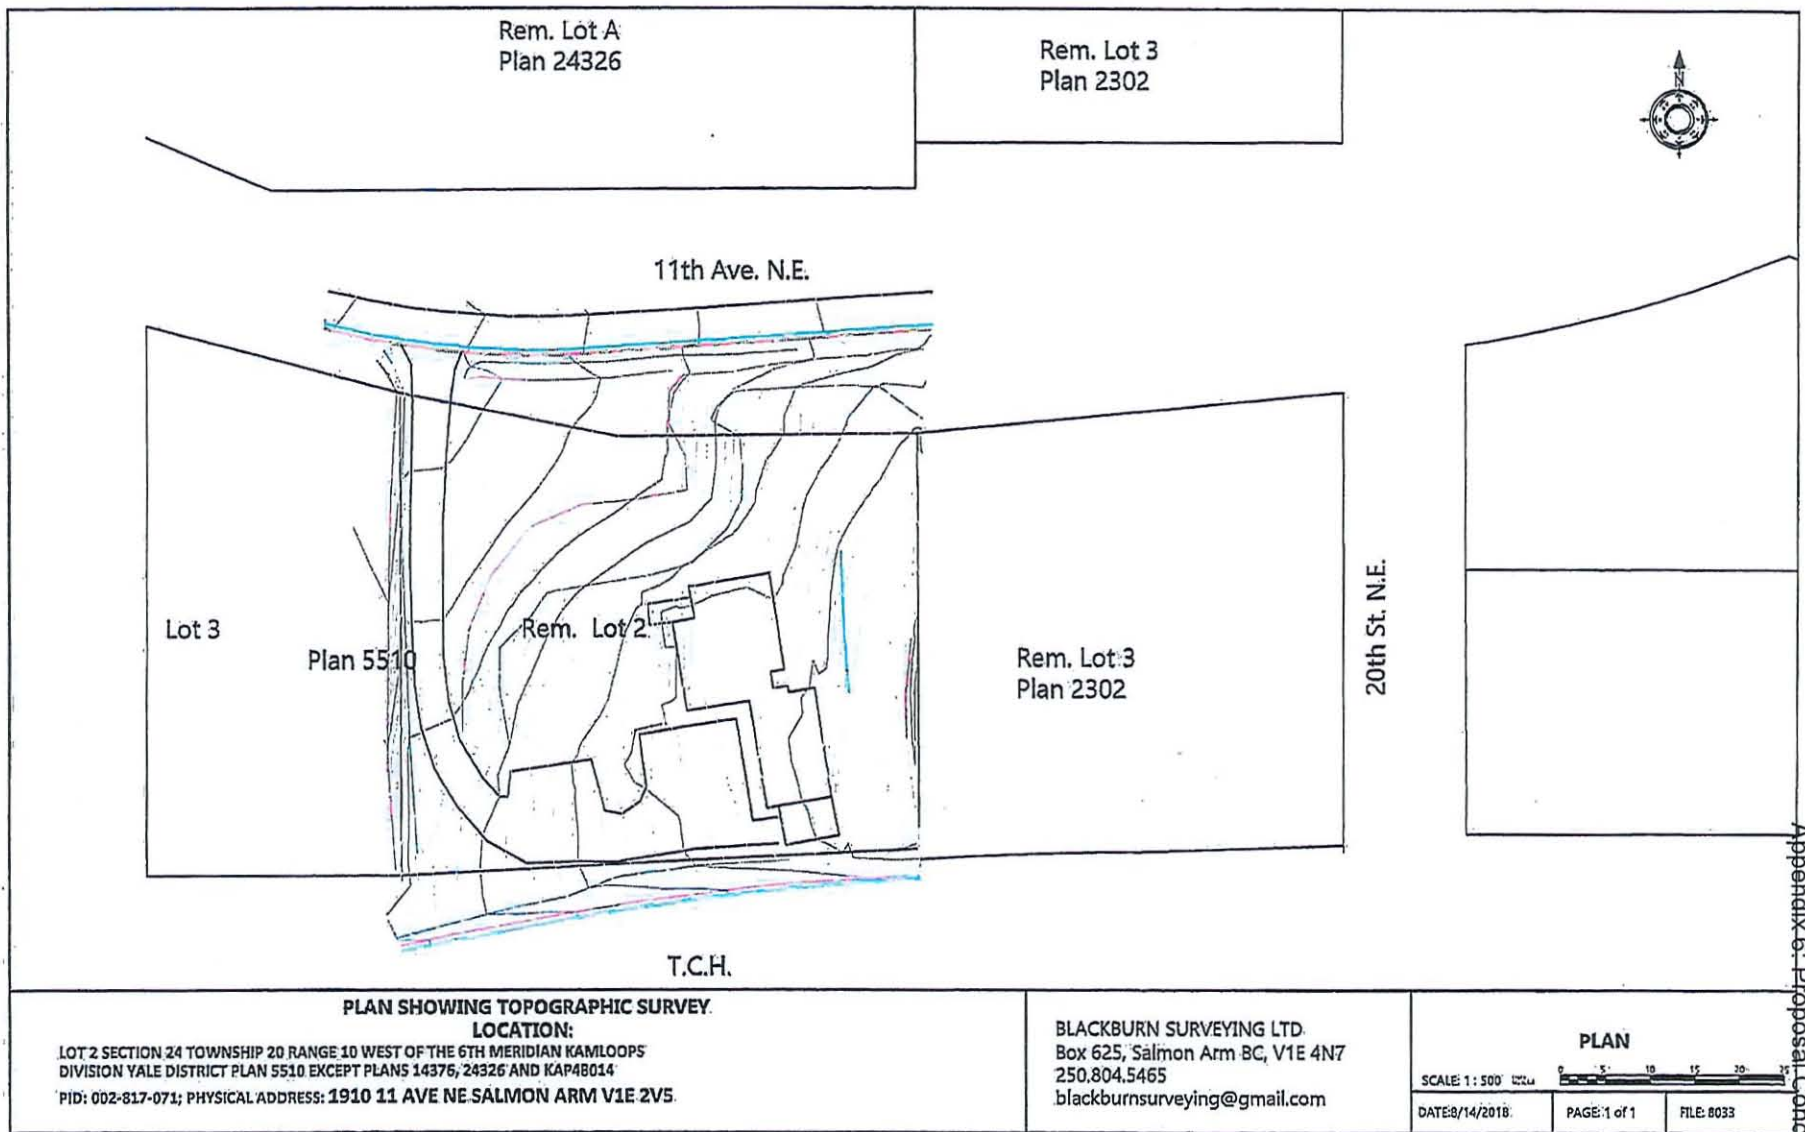 Rem. Lot A
Plan 24326
Rem. Lot 3
Plan 2302
N
11th Ave. N.E.
Lot 3
Plan 5510
Rem. Lot 2
Rem. Lot 3
Plan 2302
20th St. N.E.
T.C.H.
PLAN SHOWING TOPOGRAPHIC SURVEY
LOCATION:
LOT 2 SECTION 24 TOWNSHIP 20 RANGE 10 WEST OF THE 6TH MERIDIAN KAMLOOPS
DIVISION YALE DISTRICT PLAN 5510 EXCEPT PLANS 14376, 24326 AND KAP48014
PID: 002-817-071; PHYSICAL ADDRESS: 1910 11 AVE NE SALMON ARM V1E 2V5
BLACKBURN SURVEYING LTD.
Box 625, Salmon Arm BC, V1E 4N7
250.804.5465
blackburnsurveying@gmail.com
PLAN
SCALE: 1 : 500
0 5 10 15 20 25
DATE:8/14/2018
PAGE: 1 of 1
FILE: 8033
Appendix 6: Proposal